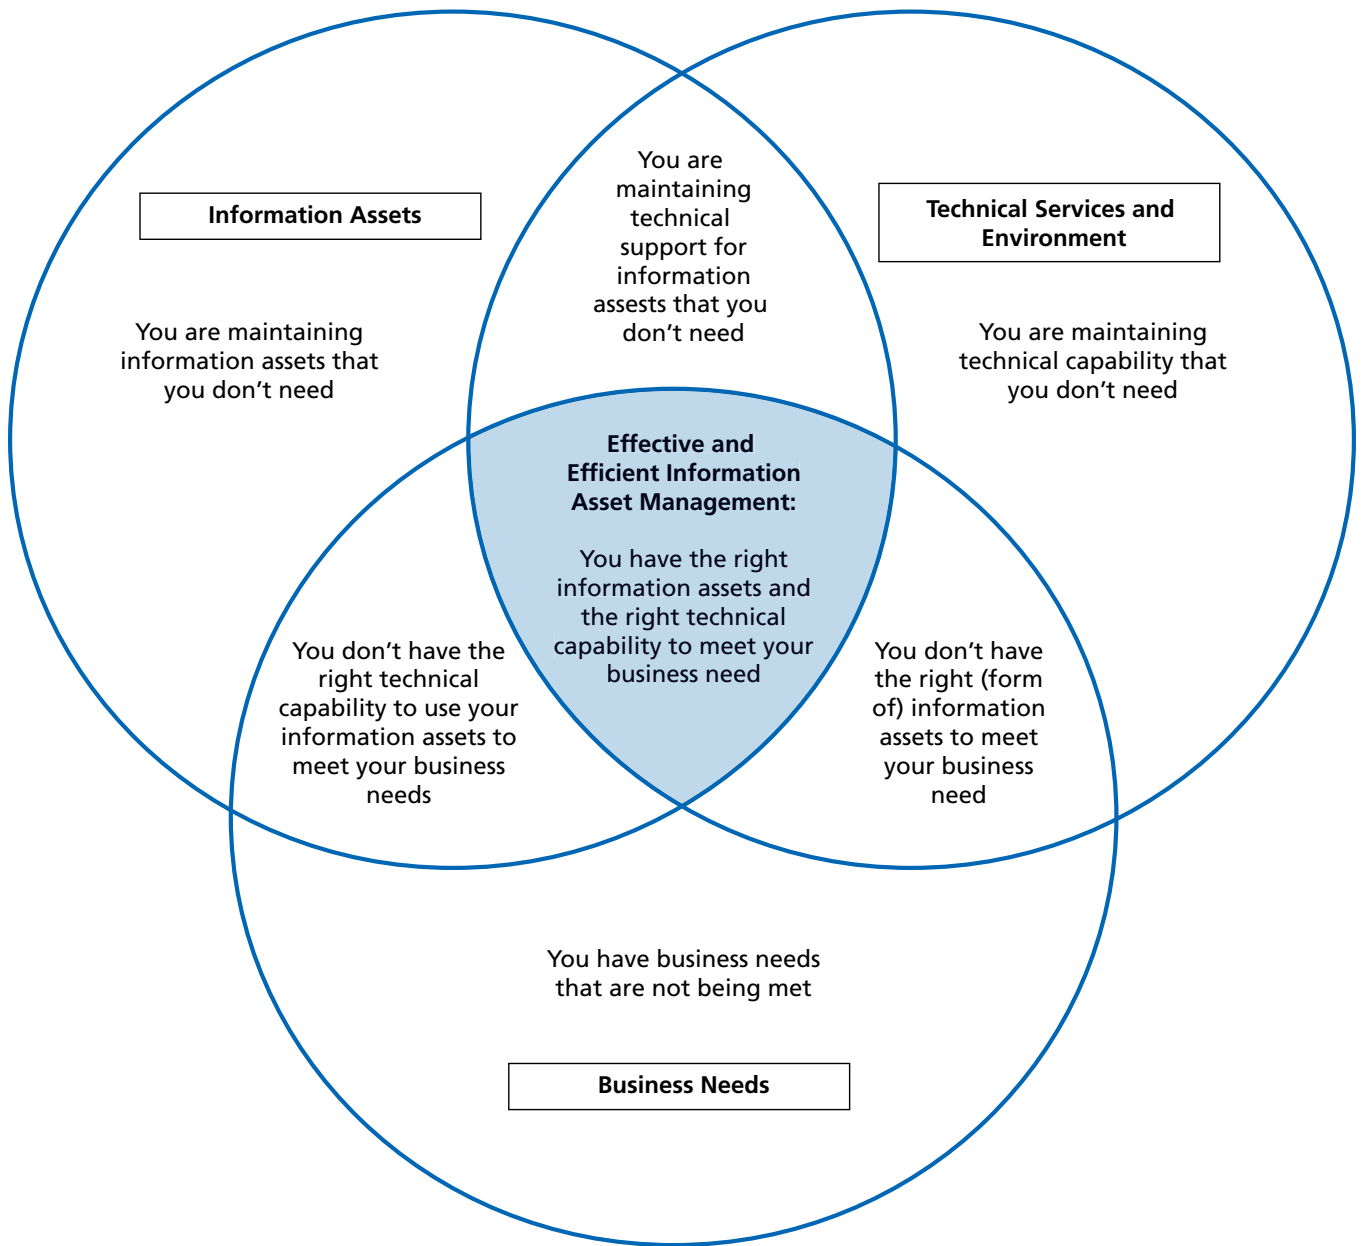 Information Assets
You are maintaining
information assets that
you don't need
You are
maintaining
technical
support for
information
assests that you
don't need
Technical Services and
Environment
You are maintaining
technical capability that
you don't need
Effective and
Efficient Information
Asset Management:
You have the right
information assets and
the right technical
capability to meet your
business need
You don't have the
right technical
capability to use your
information assets to
meet your business
needs
You don't have
the right (form
of) information
assets to meet
your business
need
You have business needs
that are not being met
Business Needs